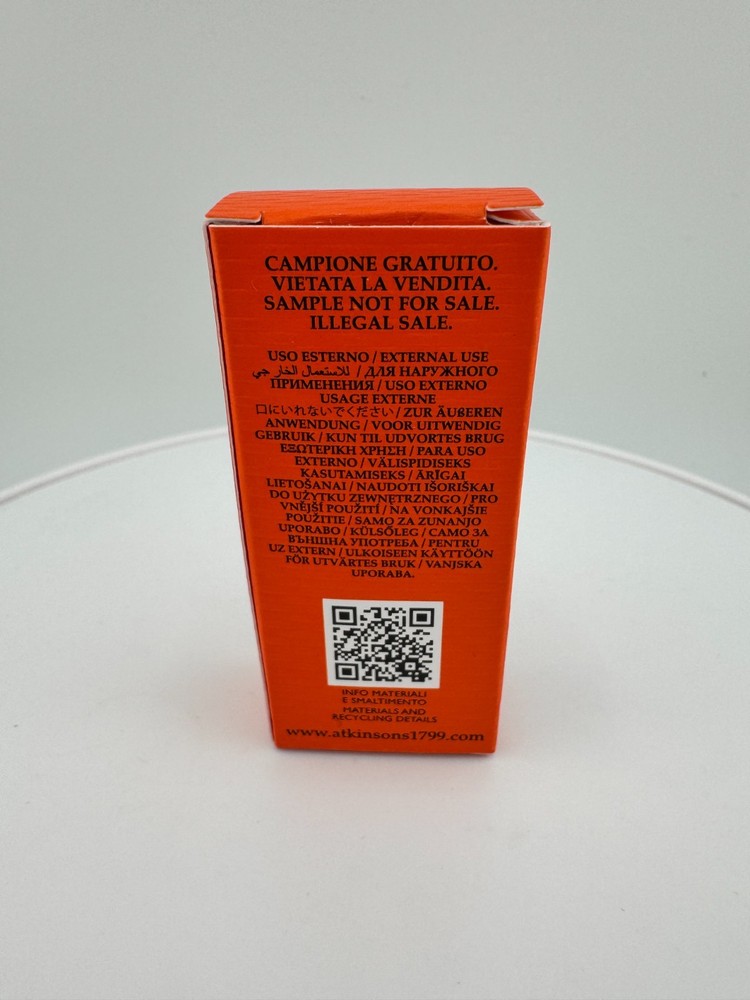 CAMPIONE GRATUITO.
VIETATA LA VENDITA.
SAMPLE NOT FOR SALE.
ILLEGAL SALE.
USO ESTERNO / EXTERNAL USE
للاستعمال الخارجي / ДЛЯ НАРУЖНОГО
ПРИМЕНЕНИЯ / USO EXTERNO
USAGE EXTERNE
口にいれないでください / ZUR ÄUßEREN
ANWENDUNG / VOOR UITWENDIG
GEBRUIK / KUN TIL UDVORTES BRUG
ΕΞΩΤΕΡΙΚΗ ΧΡΗΣΗ / PARA USO
EXTERNO / VÄLISPIDISEKS
KASUTAMISEKS / ĀRĪGAI
LIETOŠANAI / NAUDOTI IŠORIŠKAI
DO UŻYTKU ZEWNĘTRZNEGO / PRO
VNĚJŠÍ POUŽITÍ / NA VONKAJŠIE
POUŽITIE / SAMO ZA ZUNANJO
UPORABO / KÜLSŐLEG / САМО ЗА
ВЪНШНА УПОТРЕБА / PENTRU
UZ EXTERN / ULKOISEEN KÄYTTÖÖN
FÖR UTVÄRTES BRUK / VANJSKA
UPORABA.
INFO MATERIALI
E SMALTIMENTO
MATERIALS AND
RECYCLING DETAILS
www.atkinsons1799.com